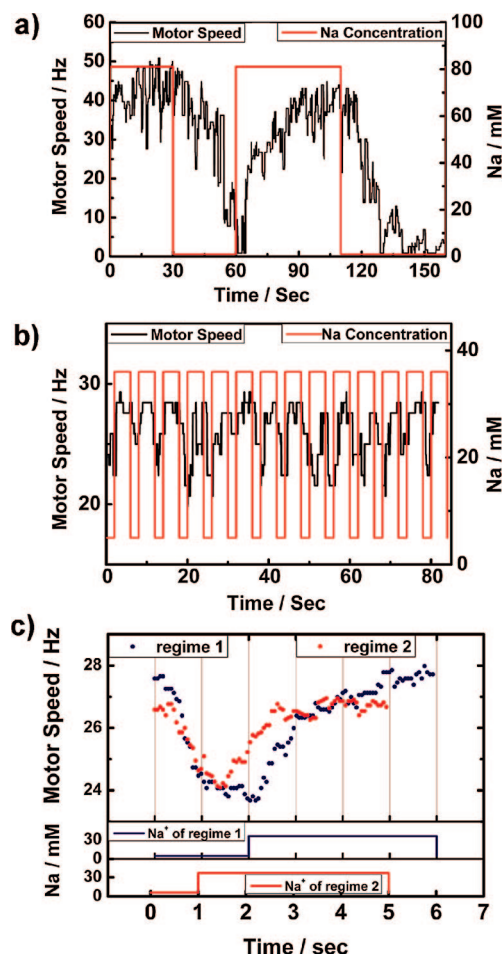 a)
Motor Speed
Na Concentration
60
50
40
30
20
10
0
Motor Speed / Hz
100
80
60
40
20
0
Na / mM
0 30 60 90 120 150
Time / Sec
b)
Motor Speed
Na Concentration
30
20
Motor Speed / Hz
40
20
0
Na / mM
0 20 40 60 80
Time / Sec
c)
regime 1
regime 2
28
26
24
Motor Speed / Hz
30
0
Na⁺ of regime 1
30
0
Na⁺ of regime 2
Na / mM
0 1 2 3 4 5 6 7
Time / sec